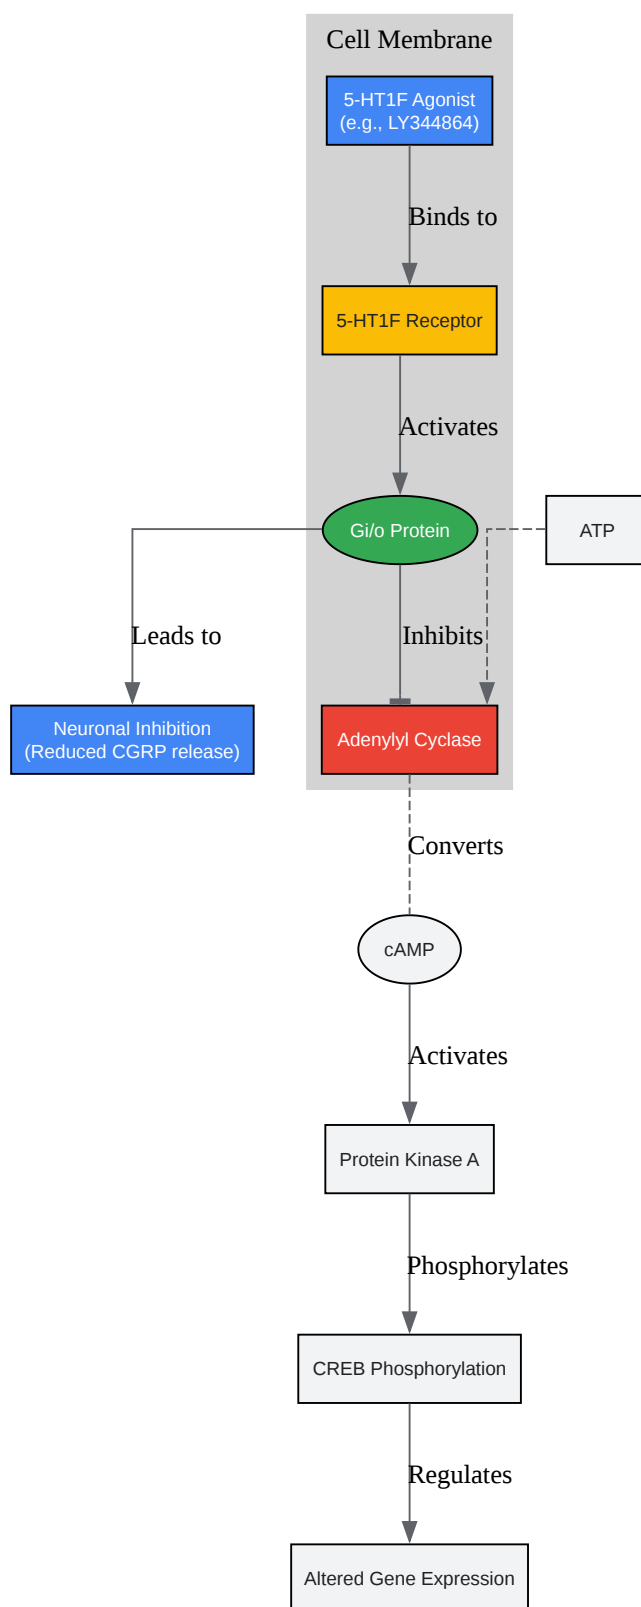 Cell Membrane
5-HT1F Agonist
(e.g., LY344864)
Binds to
5-HT1F Receptor
Activates
Gi/o Protein
ATP
Leads to
Inhibits
Neuronal Inhibition
(Reduced CGRP release)
Adenylyl Cyclase
Converts
cAMP
Activates
Protein Kinase A
Phosphorylates
CREB Phosphorylation
Regulates
Altered Gene Expression